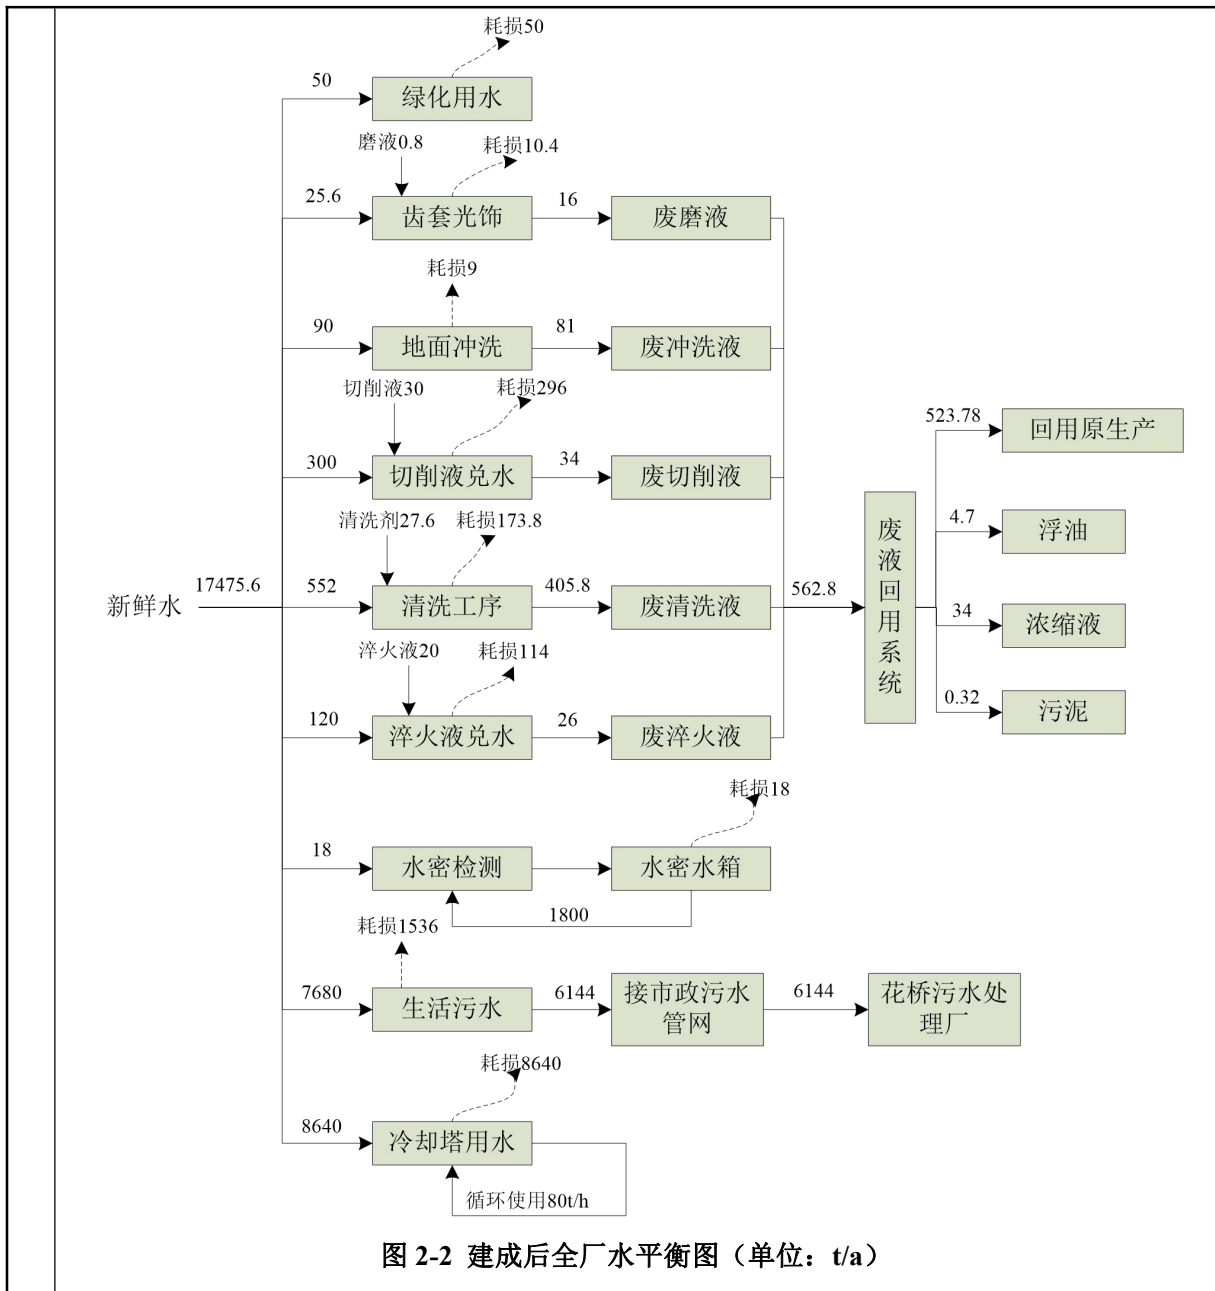 耗损50
50
绿化用水
磨液0.8
耗损10.4
25.6
齿套光饰
16
废磨液
耗损9
90
地面冲洗
81
废冲洗液
切削液30
耗损296
300
切削液兑水
34
废切削液
523.78
回用原生产
清洗剂27.6
耗损173.8
4.7
浮油
新鲜水
17475.6
552
清洗工序
405.8
废清洗液
562.8
废
液
回
用
系
统
34
浓缩液
淬火液20
耗损114
0.32
污泥
120
淬火液兑水
26
废淬火液
耗损18
18
水密检测
水密水箱
1800
耗损1536
7680
生活污水
6144
接市政污水
管网
6144
花桥污水处
理厂
耗损8640
8640
冷却塔用水
循环使用80t/h
图 2-2 建成后全厂水平衡图（单位：t/a）